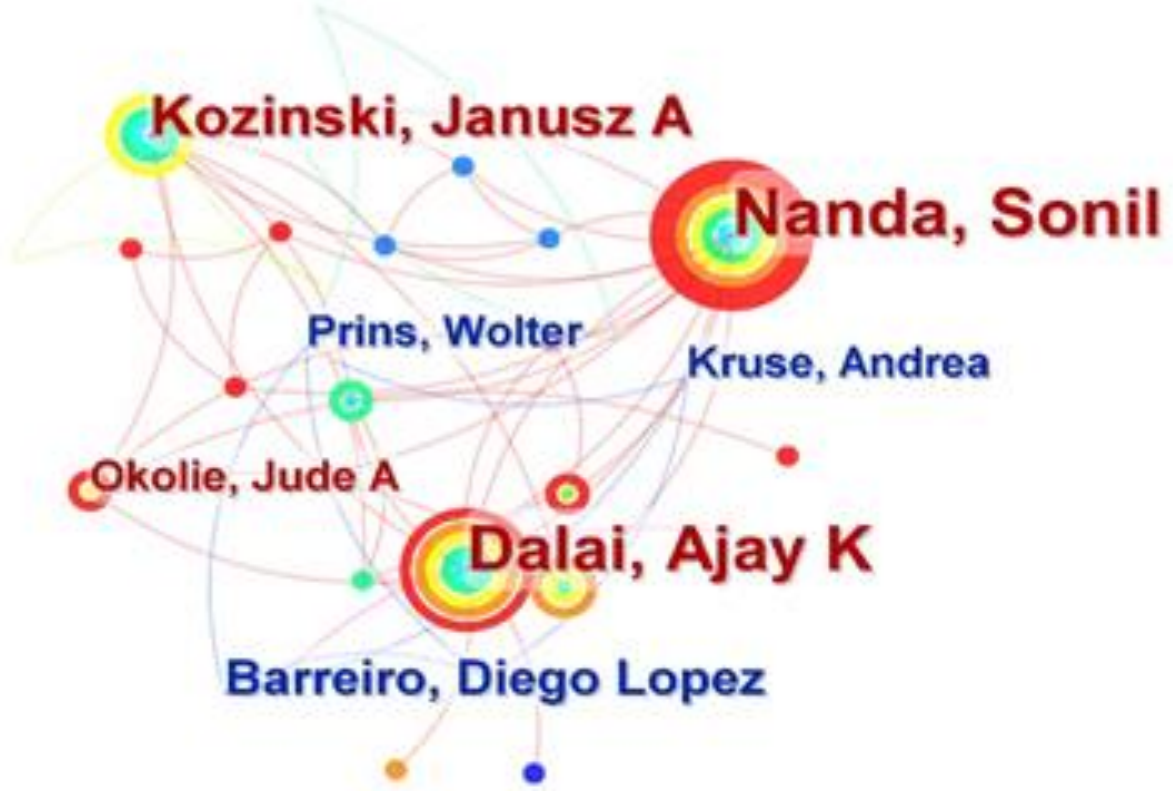 Kozinski, Janusz A
Nanda, Sonil
Prins, Wolter
Kruse, Andrea
Okolie, Jude A
Dalai, Ajay K
Barreiro, Diego Lopez